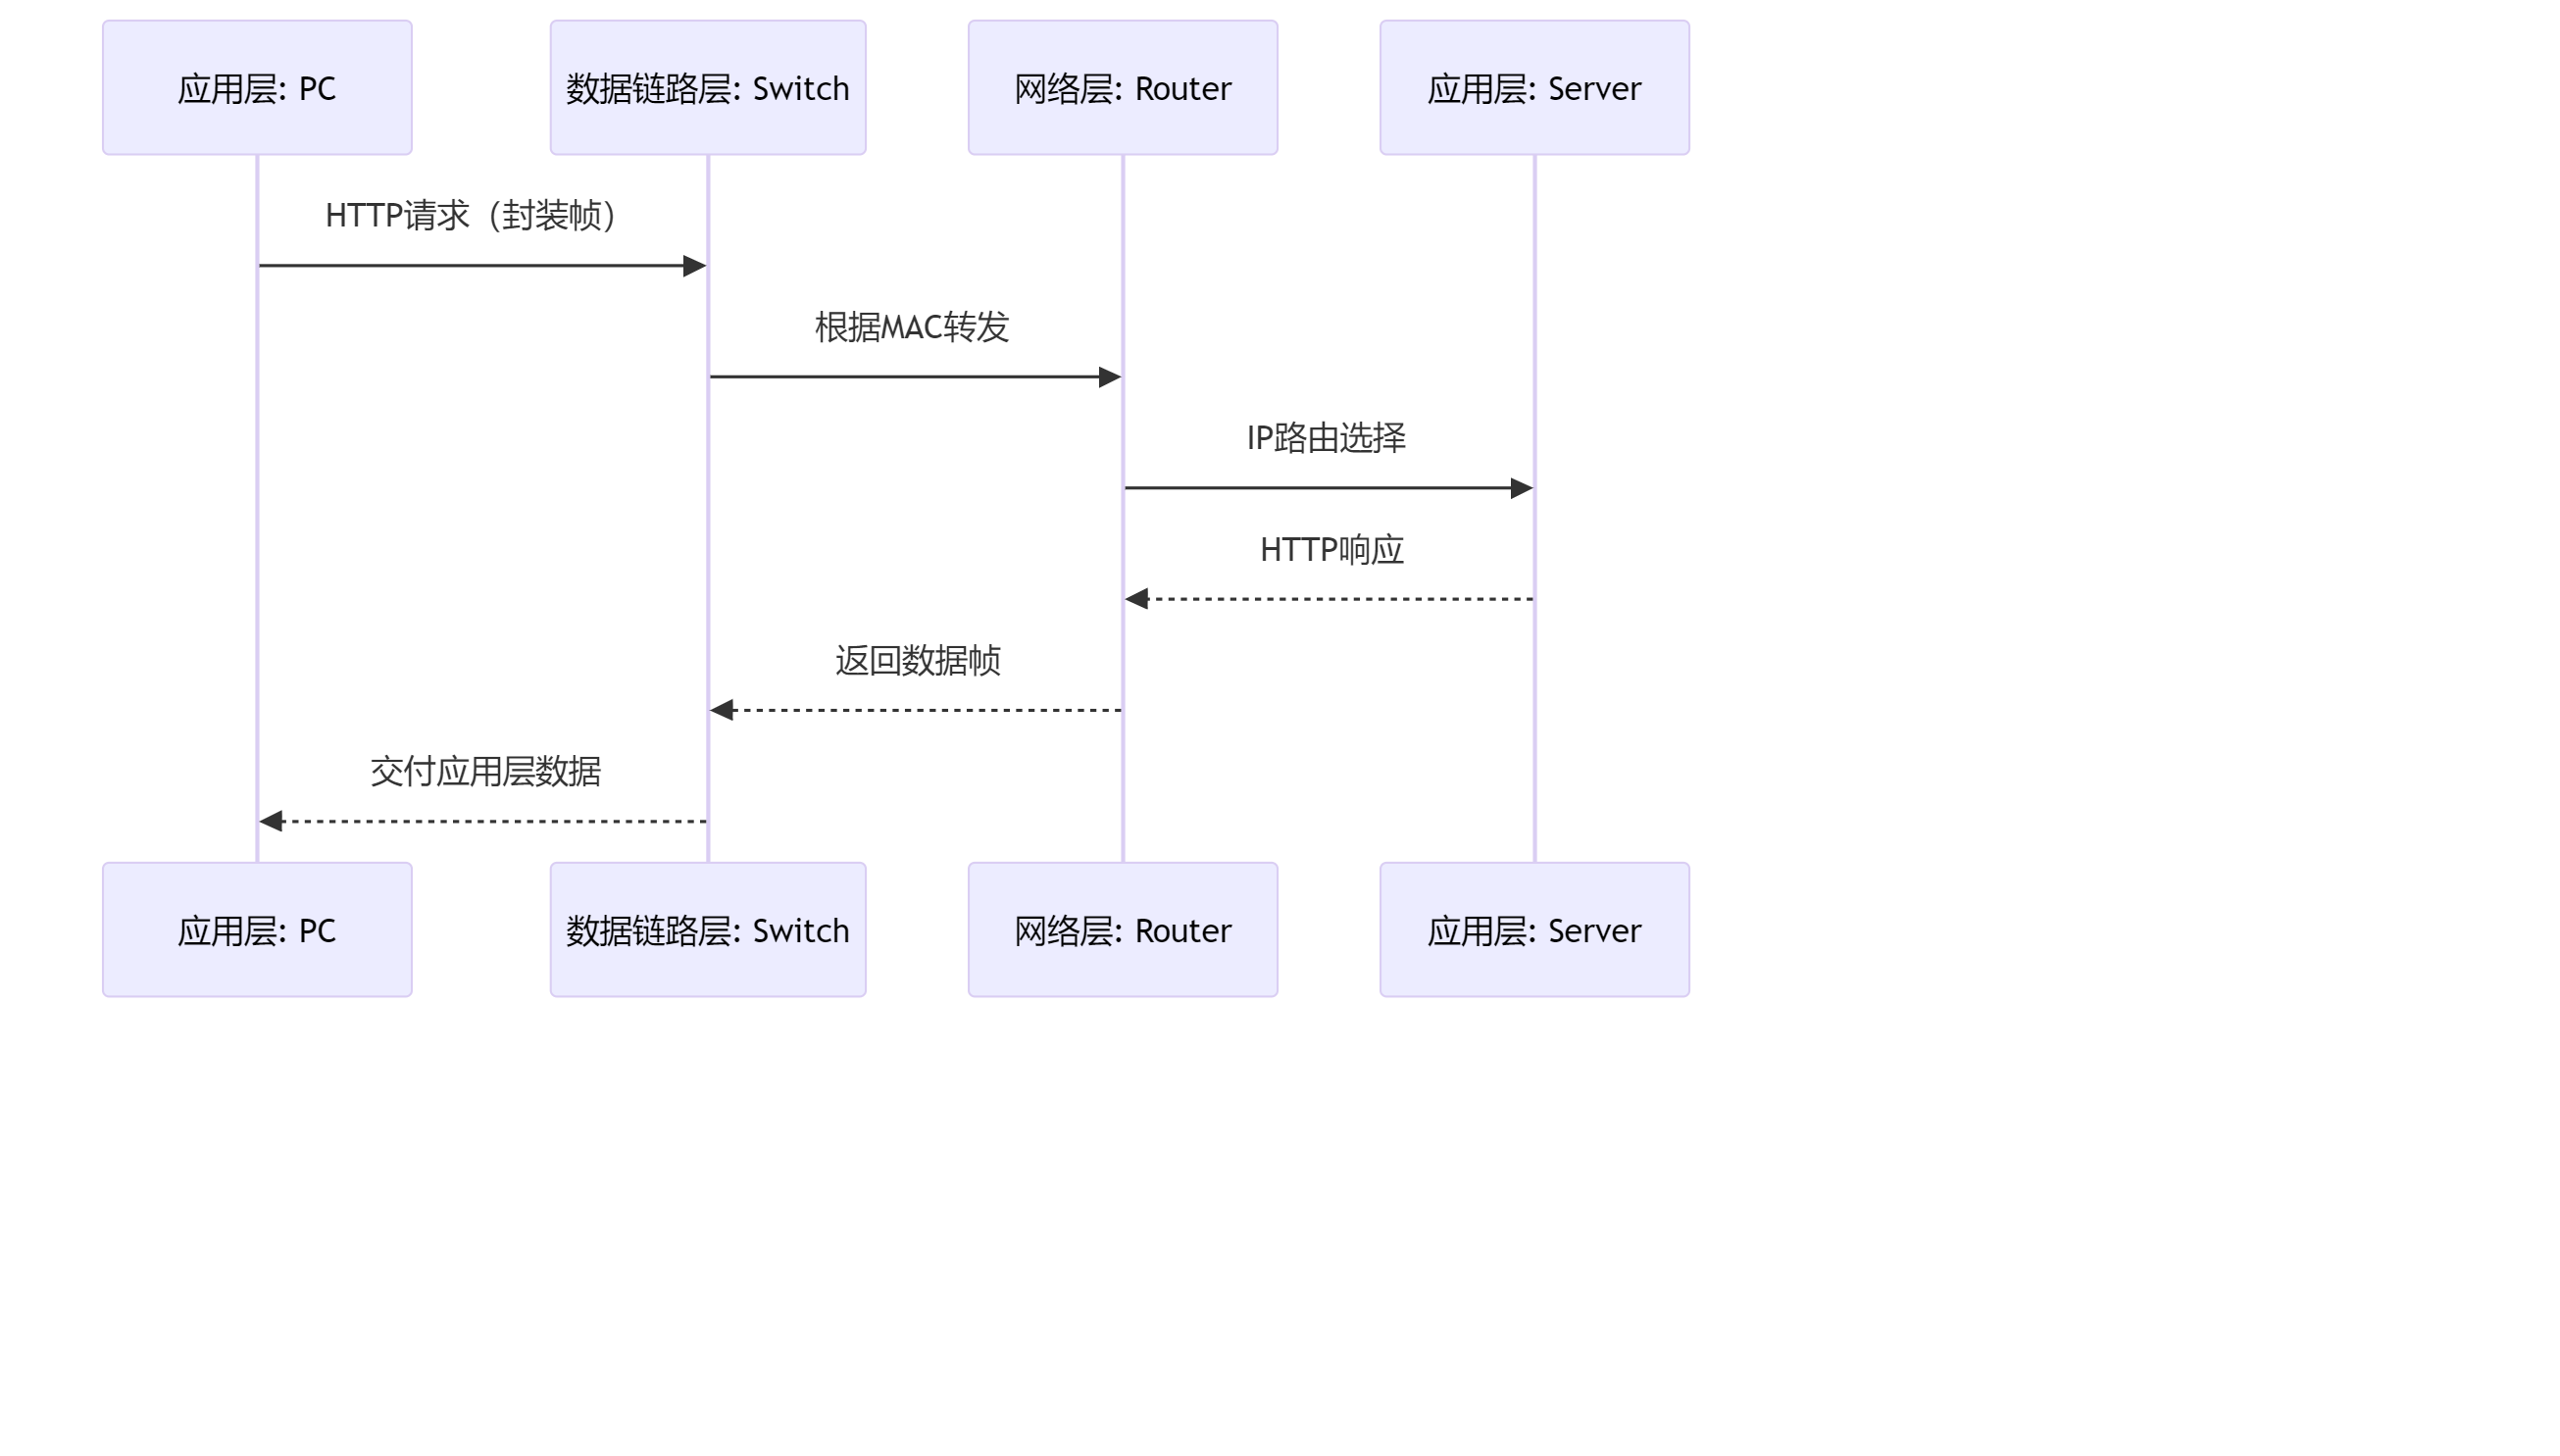 应用层: PC
数据链路层: Switch
网络层: Router
应用层: Server
HTTP请求（封装帧）
根据MAC转发
IP路由选择
HTTP响应
返回数据帧
交付应用层数据
应用层: PC
数据链路层: Switch
网络层: Router
应用层: Server